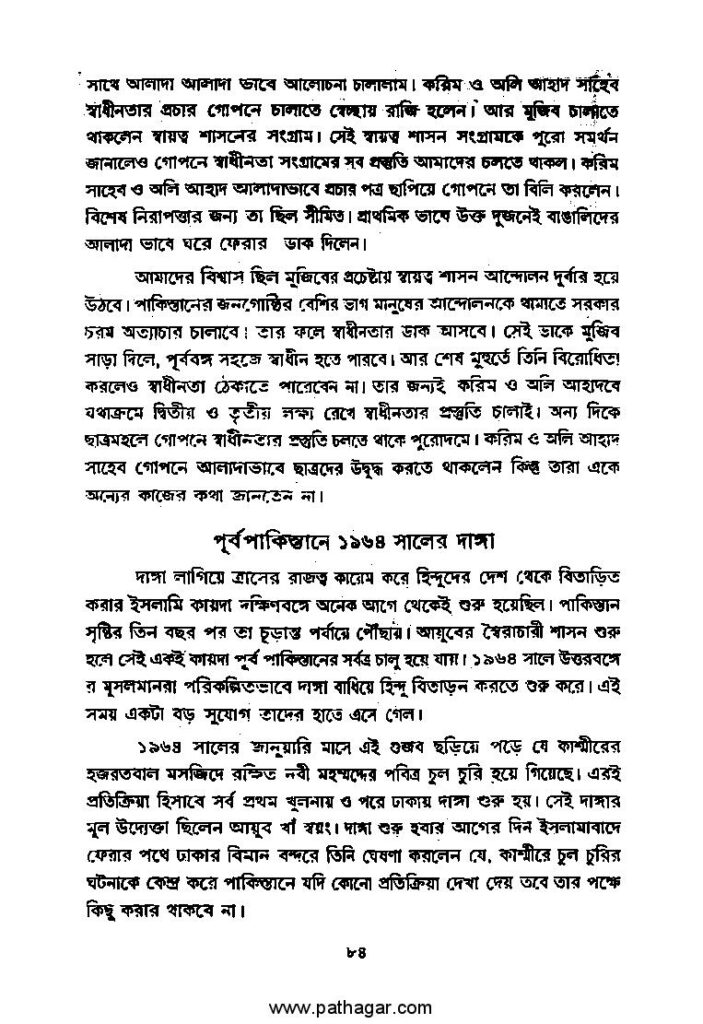 সাথে আলাদা আলাদা ভাবে আলোচনা চালালাম। করিম ও অলি আহাদ সাহেব
স্বাধীনতার প্রচার গোপনে চালাতে স্বেচ্ছায় রাজি হলেন। আর মুজিব চালাতে
থাকলেন স্বায়ত্ব শাসনের সংগ্রাম। সেই স্বায়ত্ব শাসন সংগ্রামকে পুরো সমর্থন
জানালেও গোপনে স্বাধীনতা সংগ্রামের সব প্রস্তুতি আমাদের চলতে থাকল। করিম
সাহেব ও অলি আহাদ আলাদাভাবে প্রচার পত্র ছাপিয়ে গোপনে তা বিলি করলেন।
বিশেষ নিরাপত্তার জন্য তা ছিল সীমিত। প্রাথমিক ভাবে উক্ত দুজনেই বাঙালিদের
আলাদা ভাবে ঘরে ফেরার ডাক দিলেন।
আমাদের বিশ্বাস ছিল মুজিবের প্রচেষ্টায় স্বায়ত্ব শাসন আন্দোলন দুর্বার হয়ে
উঠবে। পাকিস্তানের জনগোষ্ঠির বেশির ভাগ মানুষের আন্দোলনকে থামাতে সরকার
চরম অত্যাচার চালাবে। তার ফলে স্বাধীনতার ডাক আসবে। সেই ডাকে মুজিব
সাড়া দিলে, পূর্ববঙ্গ সহজে স্বাধীন হতে পারবে। আর শেষ মুহুর্তে তিনি বিরোধিতা
করলেও স্বাধীনতা ঠেকাতে পারবেন না। তার জন্যই করিম ও অলি আহাদবে
যথাক্রমে দ্বিতীয় ও তৃতীয় লক্ষ্য রেখে স্বাধীনতার প্রস্তুতি চালাই। অন্য দিকে
ছাত্রমহলে গোপনে স্বাধীনতার প্রস্তুতি চলতে থাকে পুরোদমে। করিম ও অলি আহাদ
সাহেব গোপনে আলাদাভাবে ছাত্রদের উদ্বুদ্ধ করতে থাকলেন কিন্তু তারা একে
অন্যের কাজের কথা জানতেন না।
পূর্বপাকিস্তানে ১৯৬৪ সালের দাঙ্গা
দাঙ্গা লাগিয়ে ত্রাসের রাজত্ব কায়েম করে হিন্দুদের দেশ থেকে বিতাড়িত
করার ইসলামি কায়দা দক্ষিণবঙ্গে অনেক আগে থেকেই শুরু হয়েছিল। পাকিস্তান
সৃষ্টির তিন বছর পর তা চূড়ান্ত পর্যায়ে পৌঁছায়। আয়ুবের স্বৈরাচারী শাসন শুরু
হলে সেই একই কায়দা পূর্ব পাকিস্তানের সর্বত্র চালু হয়ে যায়। ১৯৬৪ সালে উত্তরবঙ্গে
র মুসলমানরা পরিকল্পিতভাবে দাঙ্গা বাধিয়ে হিন্দু বিতাড়ন করতে শুরু করে। এই
সময় একটা বড় সুযোগ তাদের হাতে এসে গেল।
১৯৬৪ সালের জানুয়ারি মাসে এই গুজব ছড়িয়ে পড়ে যে কাশ্মীরের
হজরতবাল মসজিদে রক্ষিত নবী মহম্মদের পবিত্র চুল চুরি হয়ে গিয়েছে। এরই
প্রতিক্রিয়া হিসাবে সর্ব প্রথম খুলনায় ও পরে ঢাকায় দাঙ্গা শুরু হয়। সেই দাঙ্গার
মূল উদ্যেক্তা ছিলেন আয়ুব খাঁ স্বয়ং। দাঙ্গা শুরু হবার আগের দিন ইসলামাবাদে
ফেরার পথে ঢাকার বিমান বন্দরে তিনি ঘেষণা করলেন যে, কাশ্মীরে চুল চুরির
ঘটনাকে কেন্দ্র করে পাকিস্তানে যদি কোনো প্রতিক্রিয়া দেখা দেয় তবে তার পক্ষে
কিছু করার থাকবে না।
৮৪
www.pathagar.com